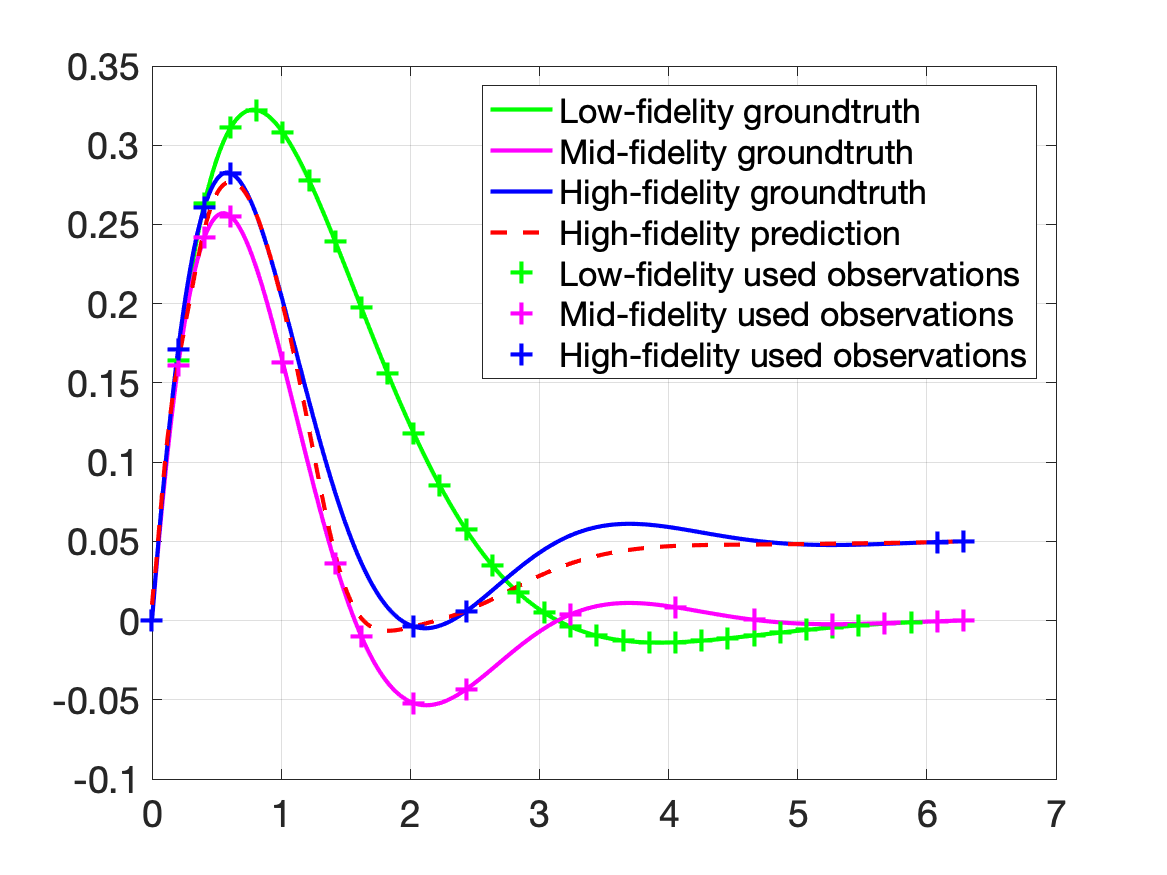 0.35
0.3
0.25
0.2
0.15
0.1
0.05
0
-0.05
-0.1
0 1 2 3 4 5 6 7
Low-fidelity groundtruth
Mid-fidelity groundtruth
High-fidelity groundtruth
High-fidelity prediction
Low-fidelity used observations
Mid-fidelity used observations
High-fidelity used observations